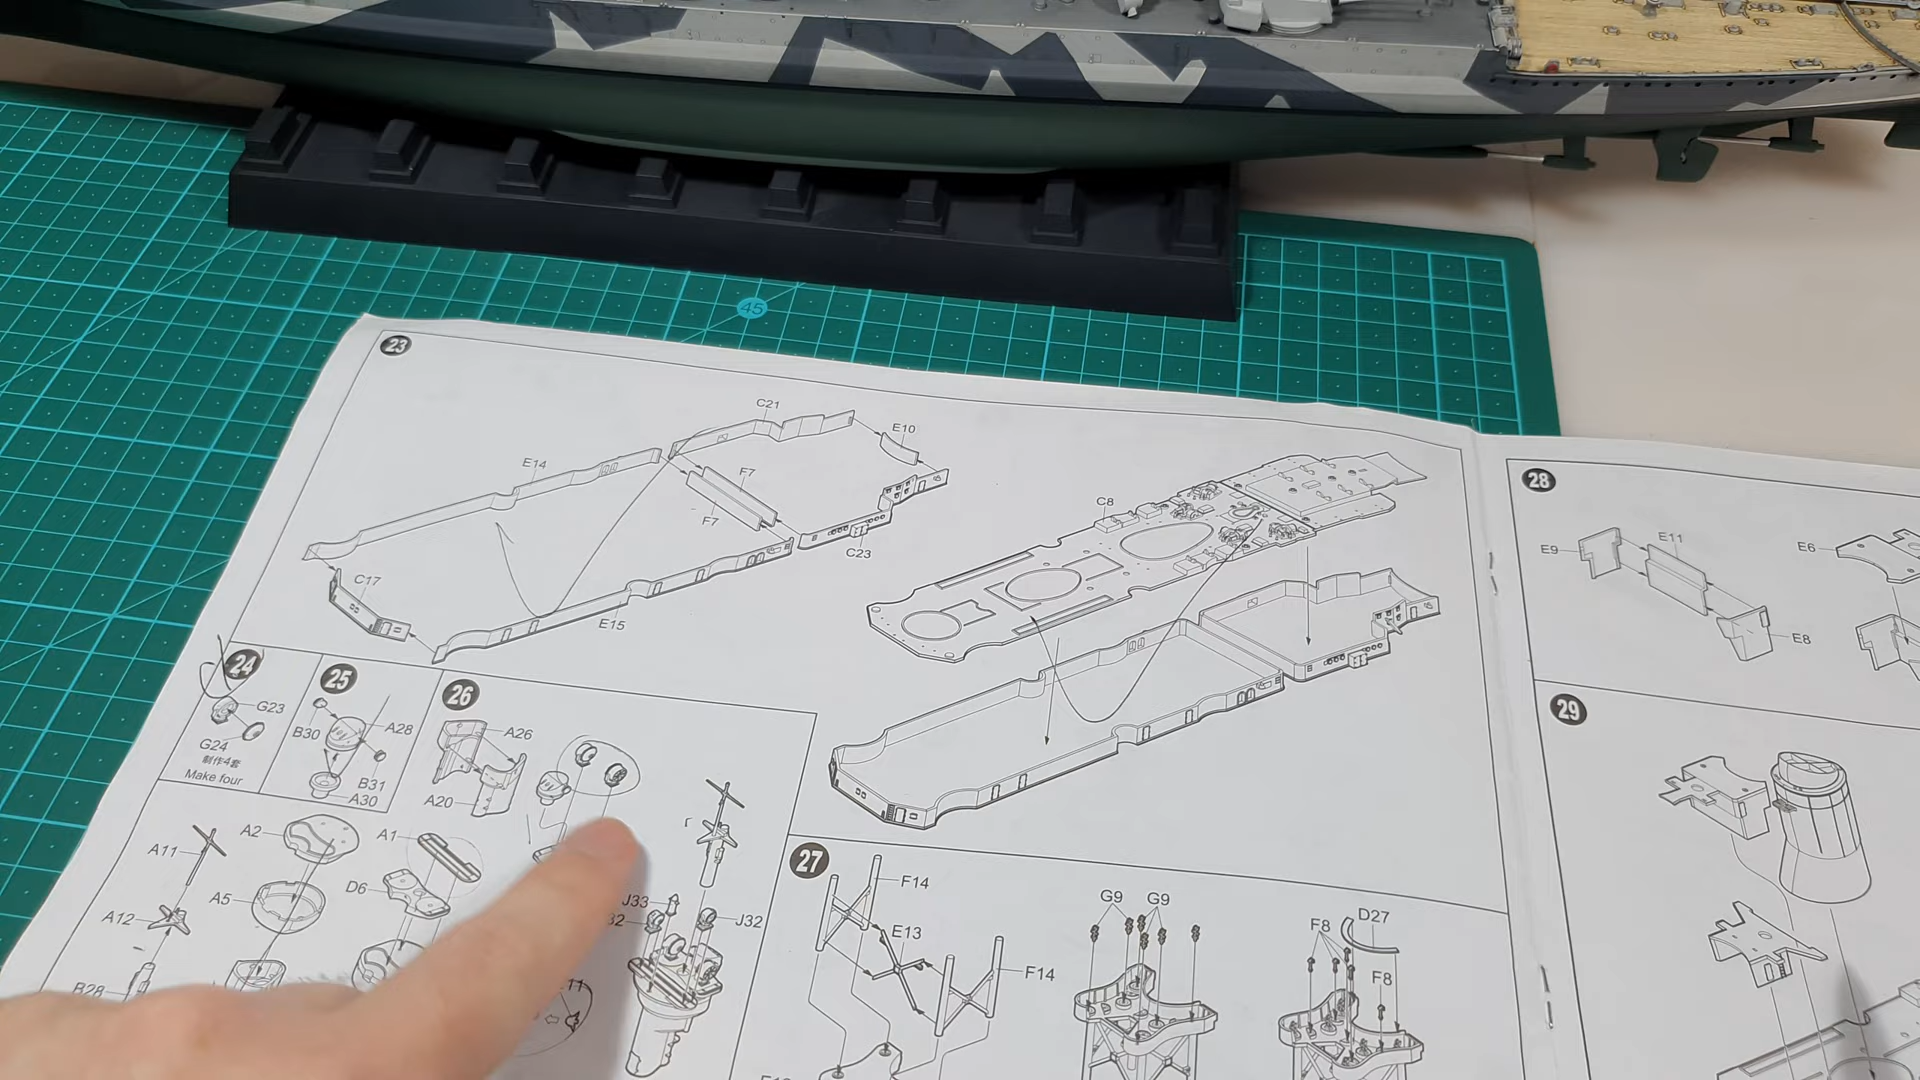 45
23
C21
E10
E14
F7
F7
C8
C23
C17
E15
24
G23
G24
制作4套
Make four
25
B30
A28
B31
A30
26
A26
A20
A11
A2
A1
A5
D6
A12
B28
J33
J32
27
F14
E13
F14
G9
G9
F8
D27
F8
28
E9
E11
E6
E8
29